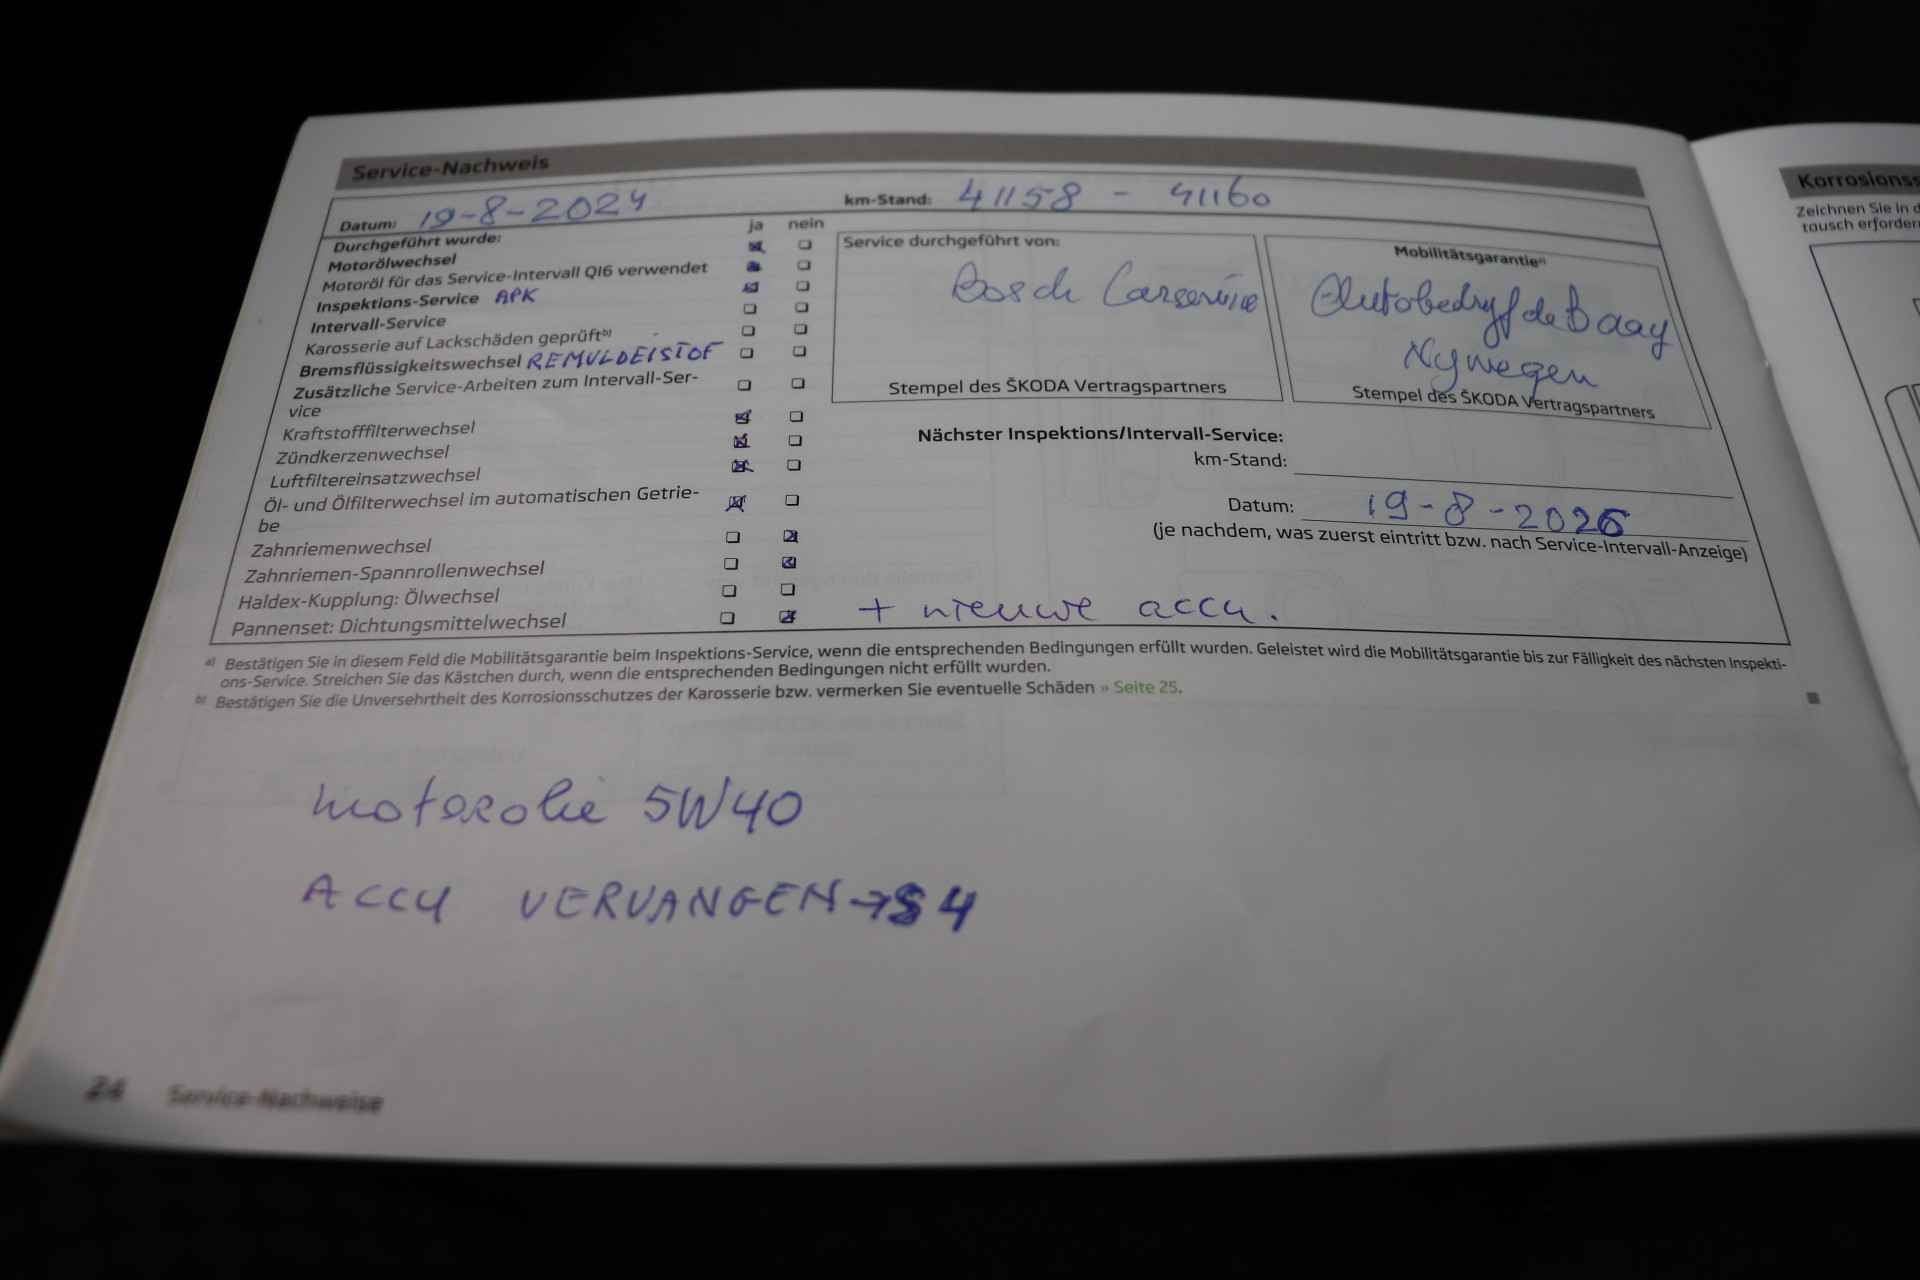 Service-Nachweis
Datum: 19-8-2024 km-Stand: 41158 - 41160
Durchgeführt wurde: ja nein
Motorölwechsel
Motoröl für das Service-Intervall QI6 verwendet
Inspektions-Service APK
Intervall-Service
Karosserie auf Lackschäden geprüft b)
Bremsflüssigkeitswechsel REMVLOEISTOF
Zusätzliche Service-Arbeiten zum Intervall-Ser-
vice
Kraftstofffilterwechsel
Zündkerzenwechsel
Luftfiltereinsatzwechsel
Öl- und Ölfilterwechsel im automatischen Getrie-
be
Zahnriemenwechsel
Zahnriemen-Spannrollenwechsel
Haldex-Kupplung: Ölwechsel
Pannenset: Dichtungsmittelwechsel
Service durchgeführt von:
Bosch Carservice
Stempel des ŠKODA Vertragspartners
Mobilitätsgarantie a)
Autobedryf de Baay
Nymegen
Stempel des ŠKODA Vertragspartners
Nächster Inspektions/Intervall-Service:
km-Stand:
Datum: 19-8-2026
(je nachdem, was zuerst eintritt bzw. nach Service-Intervall-Anzeige)
+ nieuwe accu.
a) Bestätigen Sie in diesem Feld die Mobilitätsgarantie beim Inspektions-Service, wenn die entsprechenden Bedingungen erfüllt wurden. Geleistet wird die Mobilitätsgarantie bis zur Fälligkeit des nächsten Inspekti-
ons-Service. Streichen Sie das Kästchen durch, wenn die entsprechenden Bedingungen nicht erfüllt wurden.
b) Bestätigen Sie die Unversehrtheit des Korrosionsschutzes der Karosserie bzw. vermerken Sie eventuelle Schäden » Seite 25.
motorolie 5W40
ACCU VERVANGEN → S4
24 Service-Nachweise
Korrosionss
Zeichnen Sie in d
tausch erfordern